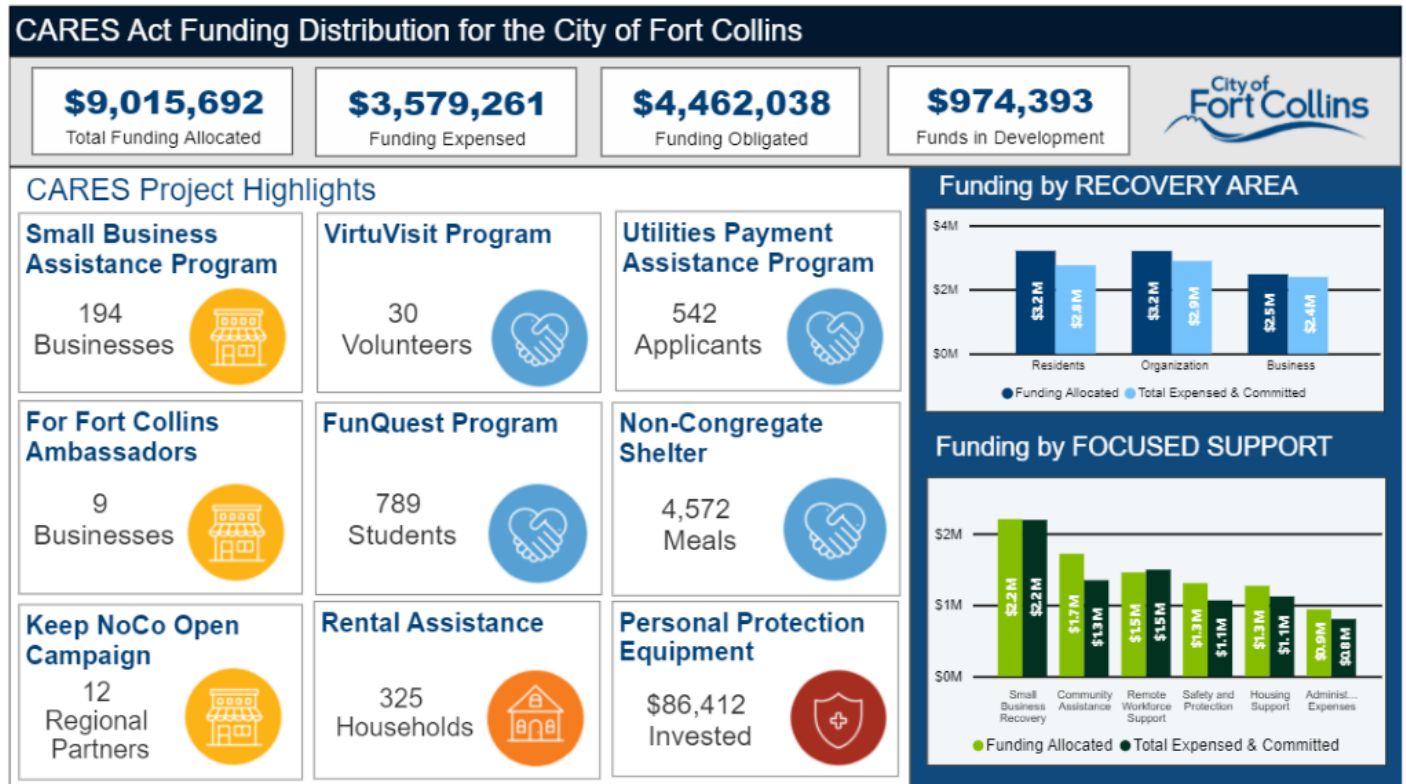 CARES Act Funding Distribution for the City of Fort Collins
$9,015,692
Total Funding Allocated
$3,579,261
Funding Expensed
$4,462,038
Funding Obligated
$974,393
Funds in Development
City of
Fort Collins
CARES Project Highlights
Small Business
Assistance Program
194
Businesses
VirtuVisit Program
30
Volunteers
Utilities Payment
Assistance Program
542
Applicants
For Fort Collins
Ambassadors
9
Businesses
FunQuest Program
789
Students
Non-Congregate
Shelter
4,572
Meals
Keep NoCo Open
Campaign
12
Regional
Partners
Rental Assistance
325
Households
Personal Protection
Equipment
$86,412
Invested
Funding by RECOVERY AREA
$4M
$2M
$0M
$3.2M
$2.8M
$3.2M
$2.9M
$2.5M
$2.4M
Residents
Organization
Business
Funding Allocated
Total Expensed & Committed
Funding by FOCUSED SUPPORT
$2M
$1M
$0M
$2.2M
$2.2M
$1.7M
$1.3M
$1.5M
$1.5M
$1.3M
$1.1M
$1.3M
$1.1M
$0.9M
$0.8M
Small
Business
Recovery
Community
Assistance
Remote
Workforce
Support
Safety and
Protection
Housing
Support
Administ...
Expenses
Funding Allocated
Total Expensed & Committed